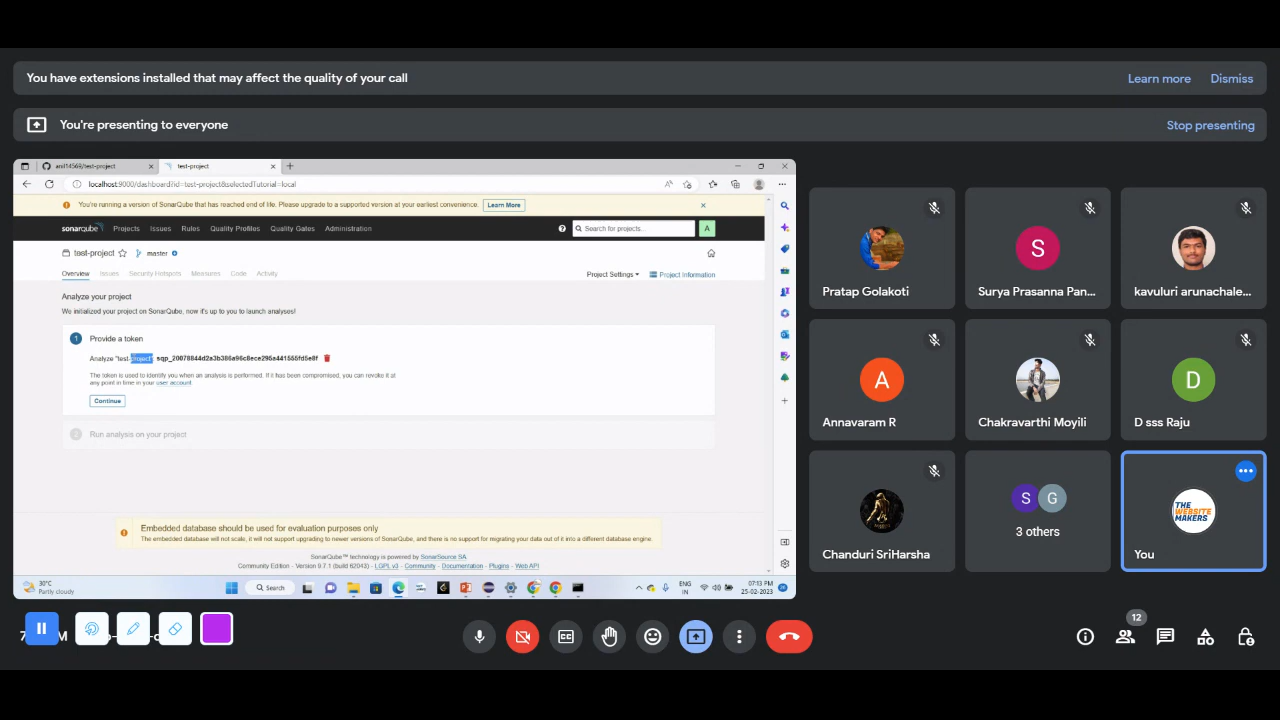 You have extensions installed that may affect the quality of your call
Learn more
Dismiss
You're presenting to everyone
Stop presenting
anil14569/test-project
test-project
localhost:9000/dashboard?id=test-project&selectedTutorial=local
You're running a version of SonarQube that has reached end of life. Please upgrade to a supported version at your earliest convenience.
Learn More
sonarqube
Projects
Issues
Rules
Quality Profiles
Quality Gates
Administration
Search for projects...
A
test-project
master
Overview
Issues
Security Hotspots
Measures
Code
Activity
Project Settings
Project Information
Analyze your project
We initialized your project on SonarQube, now it's up to you to launch analyses!
1 Provide a token
Analyze "test-project":
The token is used to identify you when an analysis is performed. If it has been compromised, you can revoke it
at any point in time in your user account.
Continue
2 Run analysis on your project
Embedded database should be used for evaluation purposes only
The embedded database will not scale, it will not support upgrading to newer versions of SonarQube, and there is no support for migrating your data out of it into a different database engine.
SonarQube™ technology is powered by SonarSource SA
Community Edition - Version 9.7.1 (build 62043) - LGPL v3 - Community - Documentation - Plugins - Web API
30°C
Partly cloudy
Search
ENG
IN
07:13 PM
25-02-2023
Pratap Golakoti
S
Surya Prasanna Pan...
kavuluri arunachale...
A
Annavaram R
Chakravarthi Moyili
D
D sss Raju
Chanduri SriHarsha
S G
3 others
THE
WEBSITE
MAKERS
You
12